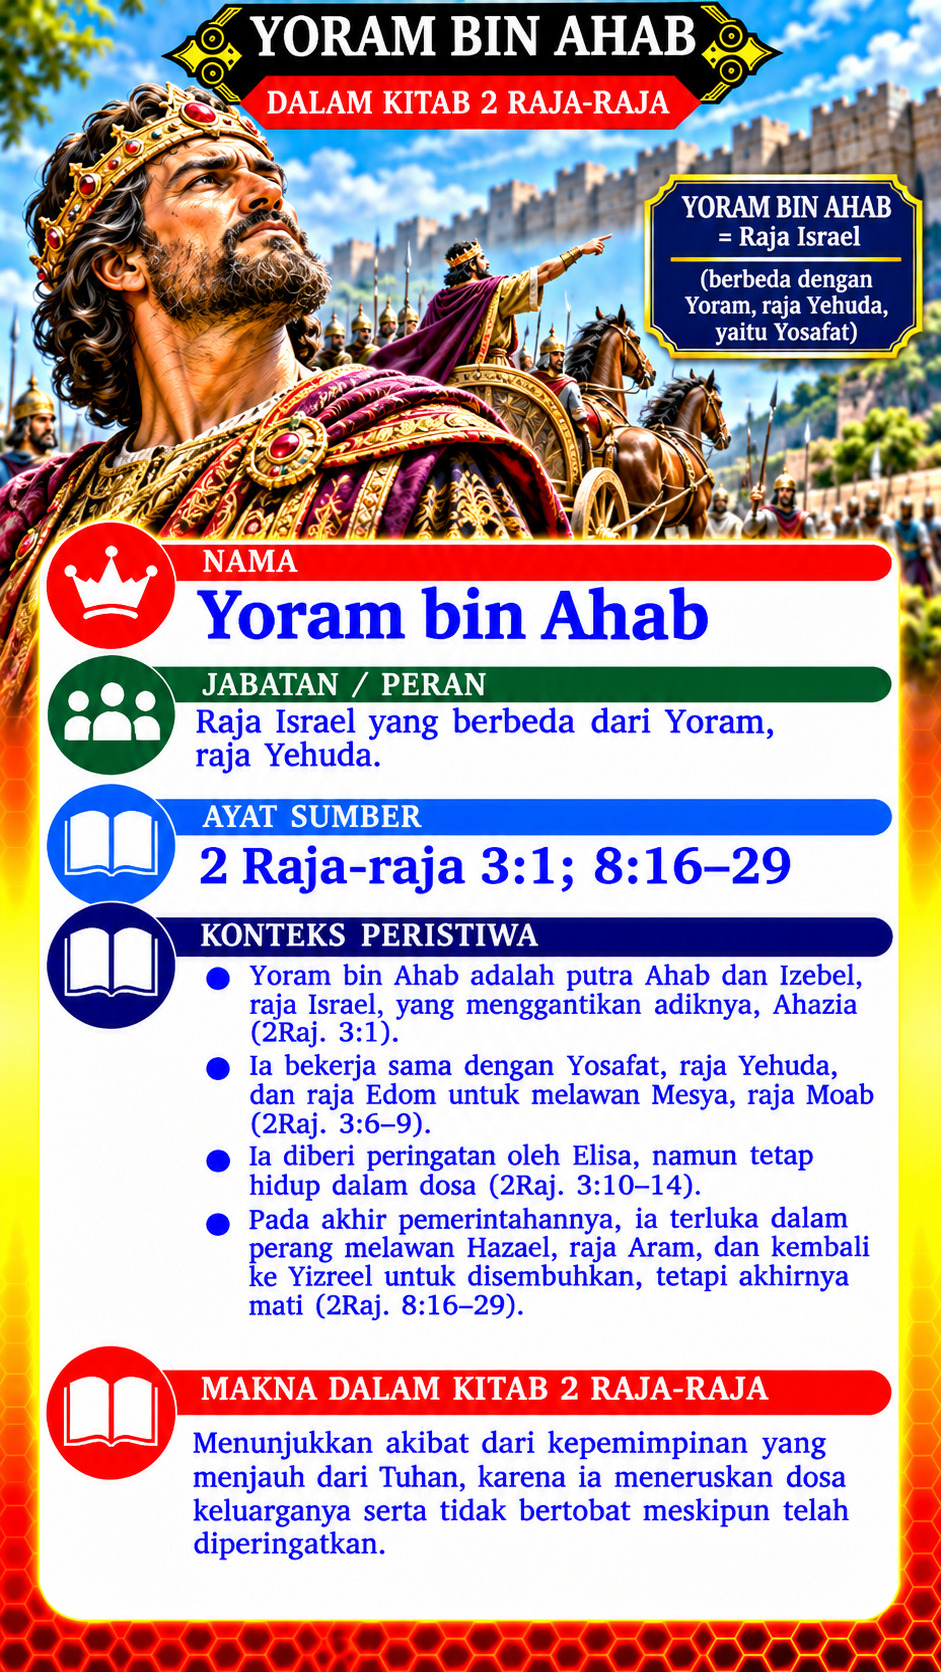 YORAM BIN AHAB
DALAM KITAB 2 RAJA-RAJA
YORAM BIN AHAB
= Raja Israel
(berbeda dengan
Yoram, raja Yehuda,
yaitu Yosafat)
NAMA
Yoram bin Ahab
JABATAN / PERAN
Raja Israel yang berbeda dari Yoram,
raja Yehuda.
AYAT SUMBER
2 Raja-raja 3:1; 8:16–29
KONTEKS PERISTIWA
● Yoram bin Ahab adalah putra Ahab dan Izebel,
raja Israel, yang menggantikan adiknya, Ahazia
(2Raj. 3:1).
● Ia bekerja sama dengan Yosafat, raja Yehuda,
dan raja Edom untuk melawan Mesya, raja Moab
(2Raj. 3:6–9).
● Ia diberi peringatan oleh Elisa, namun tetap
hidup dalam dosa (2Raj. 3:10–14).
● Pada akhir pemerintahannya, ia terluka dalam
perang melawan Hazael, raja Aram, dan kembali
ke Yizreel untuk disembuhkan, tetapi akhirnya
mati (2Raj. 8:16–29).
MAKNA DALAM KITAB 2 RAJA-RAJA
Menunjukkan akibat dari kepemimpinan yang
menjauh dari Tuhan, karena ia meneruskan dosa
keluarganya serta tidak bertobat meskipun telah
diperingatkan.